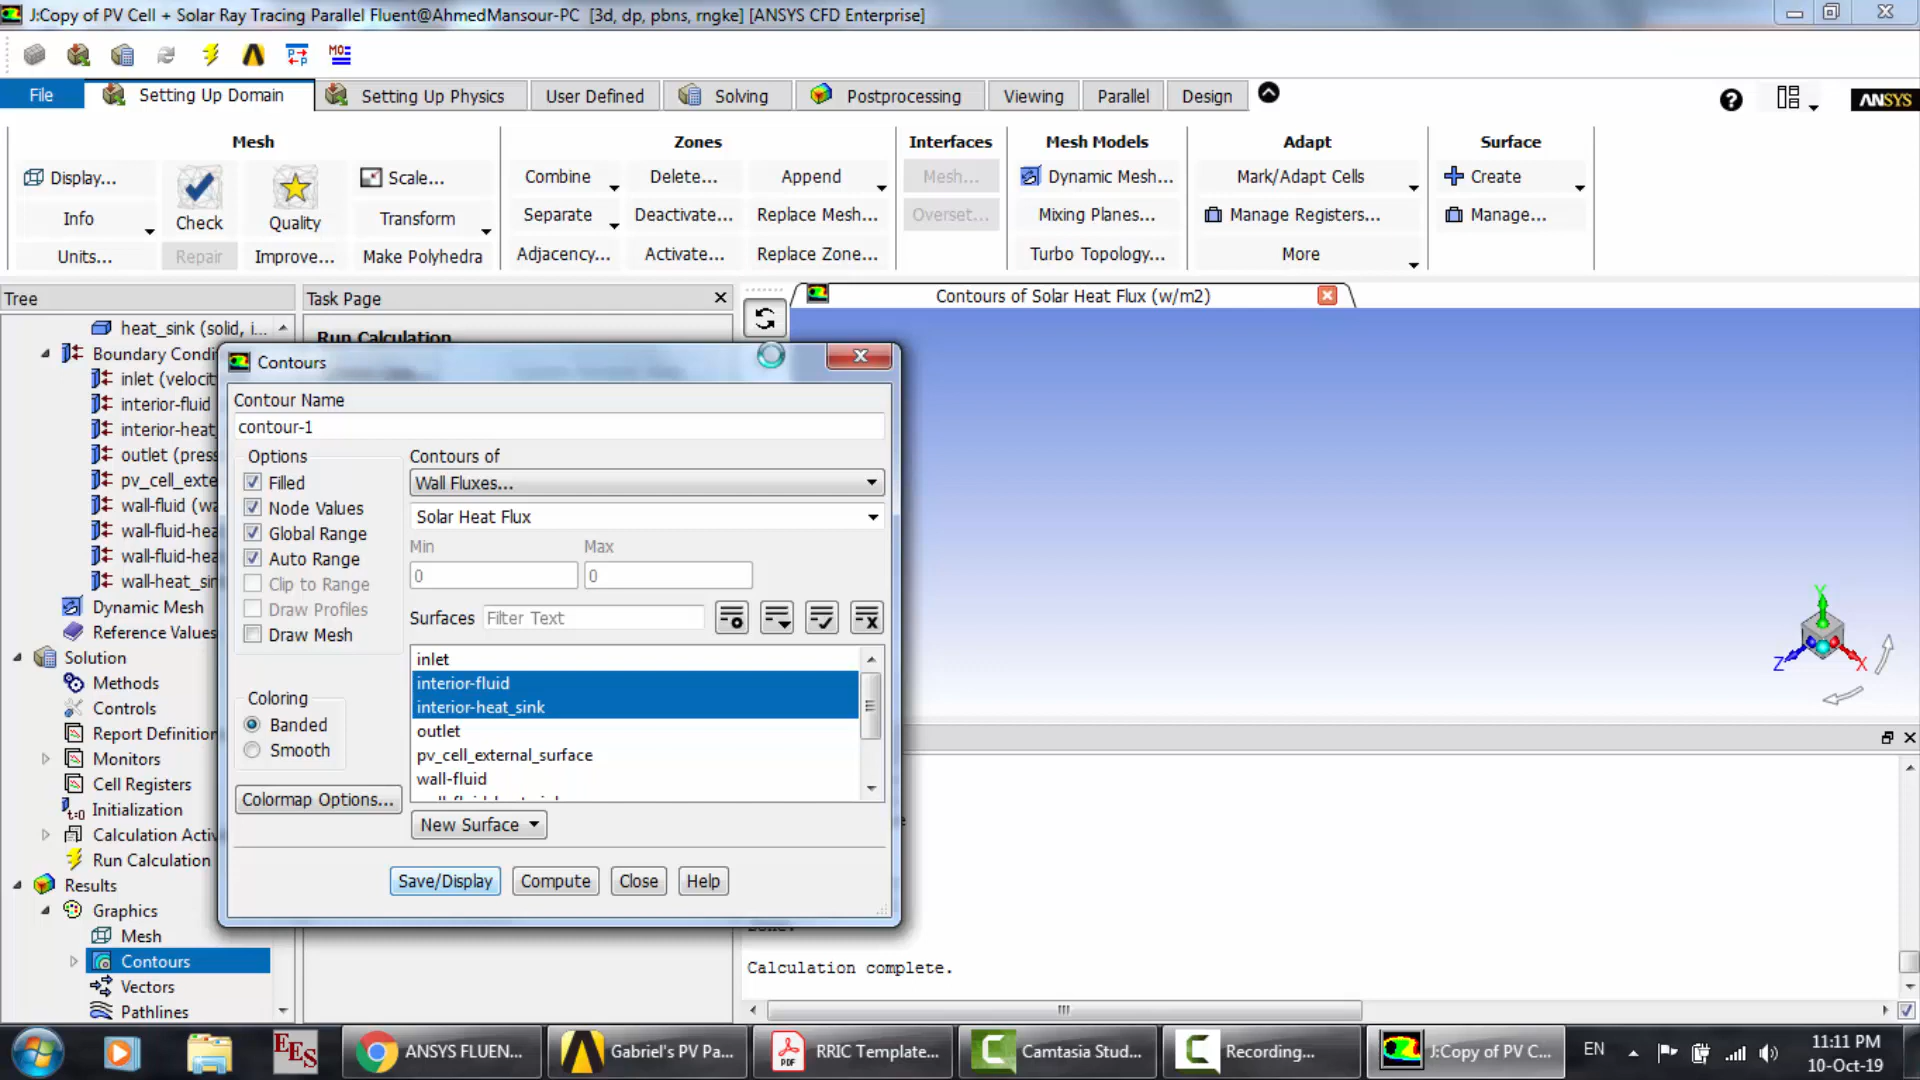 J:Copy of PV Cell + Solar Ray Tracing Parallel Fluent@AhmedMansour-PC [3d, dp, pbns, rngke] [ANSYS CFD Enterprise]
File
Setting Up Domain
Setting Up Physics
User Defined
Solving
Postprocessing
Viewing
Parallel
Design
ANSYS
Mesh
Zones
Interfaces
Mesh Models
Adapt
Surface
Display...
Check
Quality
Scale...
Combine
Delete...
Append
Mesh...
Dynamic Mesh...
Mark/Adapt Cells
Create
Info
Transform
Separate
Deactivate...
Replace Mesh...
Overset...
Mixing Planes...
Manage Registers...
Manage...
Units...
Repair
Improve...
Make Polyhedra
Adjacency...
Activate...
Replace Zone...
Turbo Topology...
More
Tree
Task Page
Contours of Solar Heat Flux (w/m2)
heat_sink (solid, i...
Run Calculation
Boundary Condi
inlet (veloci
interior-fluid
interior-heat
outlet (press
pv_cell_exte
wall-fluid (wa
wall-fluid-hea
wall-fluid-hea
wall-heat_sin
Dynamic Mesh
Reference Values
Solution
Methods
Controls
Report Definition
Monitors
Cell Registers
Initialization
Calculation Activ
Run Calculation
Results
Graphics
Mesh
Contours
Vectors
Pathlines
Contours
Contour Name
contour-1
Options
Filled
Node Values
Global Range
Auto Range
Clip to Range
Draw Profiles
Draw Mesh
Coloring
Banded
Smooth
Colormap Options...
Contours of
Wall Fluxes...
Solar Heat Flux
Min
Max
0
0
Surfaces
Filter Text
inlet
interior-fluid
interior-heat_sink
outlet
pv_cell_external_surface
wall-fluid
New Surface
Save/Display
Compute
Close
Help
Y
Z
X
Calculation complete.
EES
ANSYS FLUEN...
Gabriel's PV Pa...
RRIC Template...
Camtasia Stud...
Recording...
J:Copy of PV C...
EN
11:11 PM
10-Oct-19